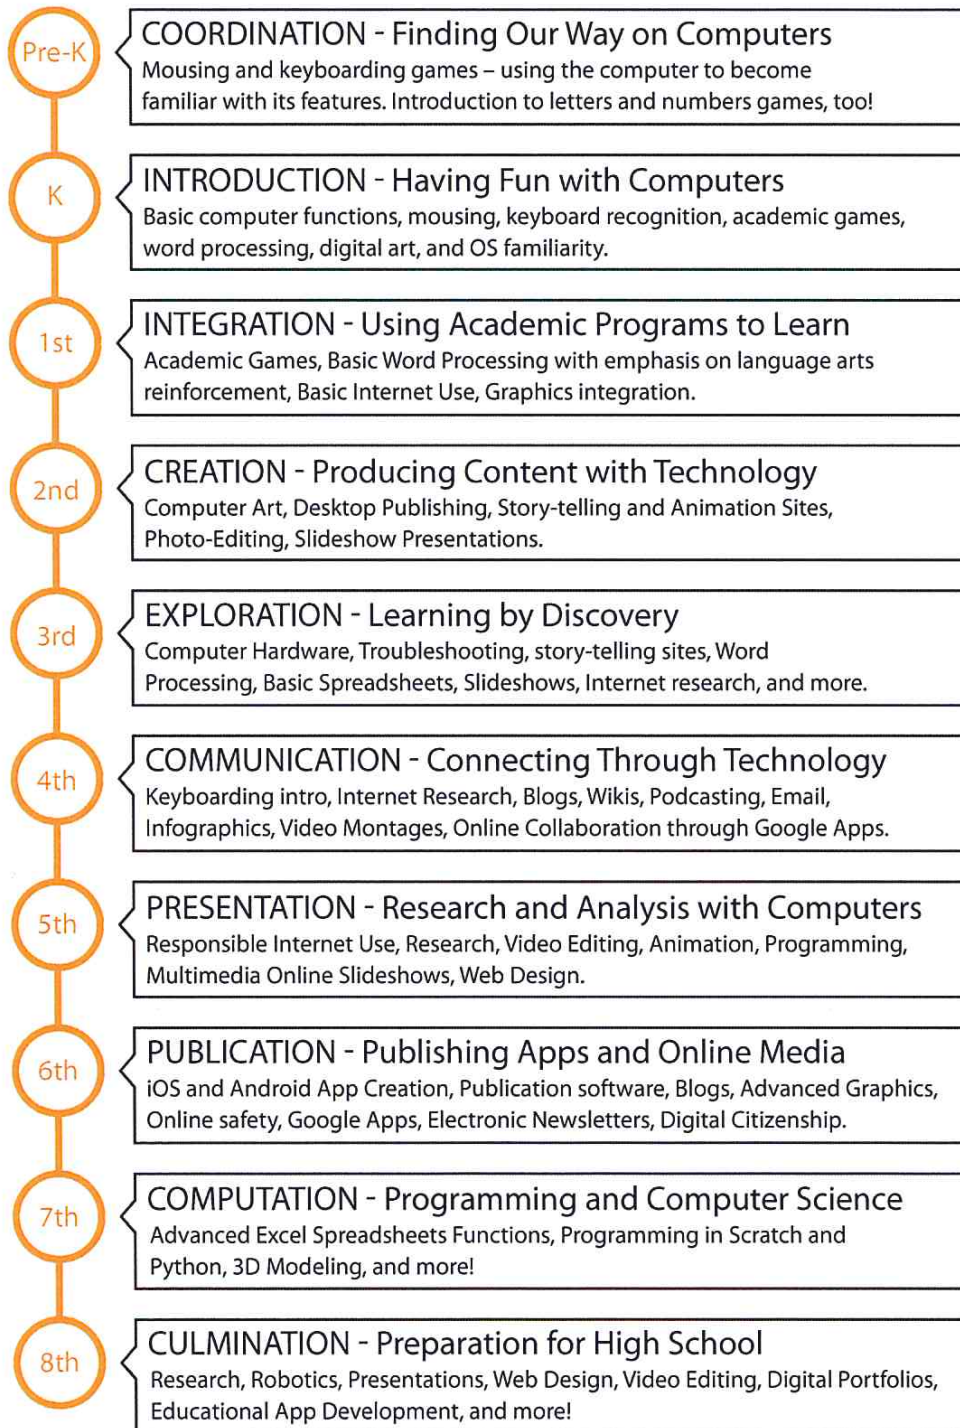 Pre-K
COORDINATION - Finding Our Way on Computers
Mousing and keyboarding games – using the computer to become
familiar with its features. Introduction to letters and numbers games, too!
K
INTRODUCTION - Having Fun with Computers
Basic computer functions, mousing, keyboard recognition, academic games,
word processing, digital art, and OS familiarity.
1st
INTEGRATION - Using Academic Programs to Learn
Academic Games, Basic Word Processing with emphasis on language arts
reinforcement, Basic Internet Use, Graphics integration.
2nd
CREATION - Producing Content with Technology
Computer Art, Desktop Publishing, Story-telling and Animation Sites,
Photo-Editing, Slideshow Presentations.
3rd
EXPLORATION - Learning by Discovery
Computer Hardware, Troubleshooting, story-telling sites, Word
Processing, Basic Spreadsheets, Slideshows, Internet research, and more.
4th
COMMUNICATION - Connecting Through Technology
Keyboarding intro, Internet Research, Blogs, Wikis, Podcasting, Email,
Infographics, Video Montages, Online Collaboration through Google Apps.
5th
PRESENTATION - Research and Analysis with Computers
Responsible Internet Use, Research, Video Editing, Animation, Programming,
Multimedia Online Slideshows, Web Design.
6th
PUBLICATION - Publishing Apps and Online Media
iOS and Android App Creation, Publication software, Blogs, Advanced Graphics,
Online safety, Google Apps, Electronic Newsletters, Digital Citizenship.
7th
COMPUTATION - Programming and Computer Science
Advanced Excel Spreadsheets Functions, Programming in Scratch and
Python, 3D Modeling, and more!
8th
CULMINATION - Preparation for High School
Research, Robotics, Presentations, Web Design, Video Editing, Digital Portfolios,
Educational App Development, and more!